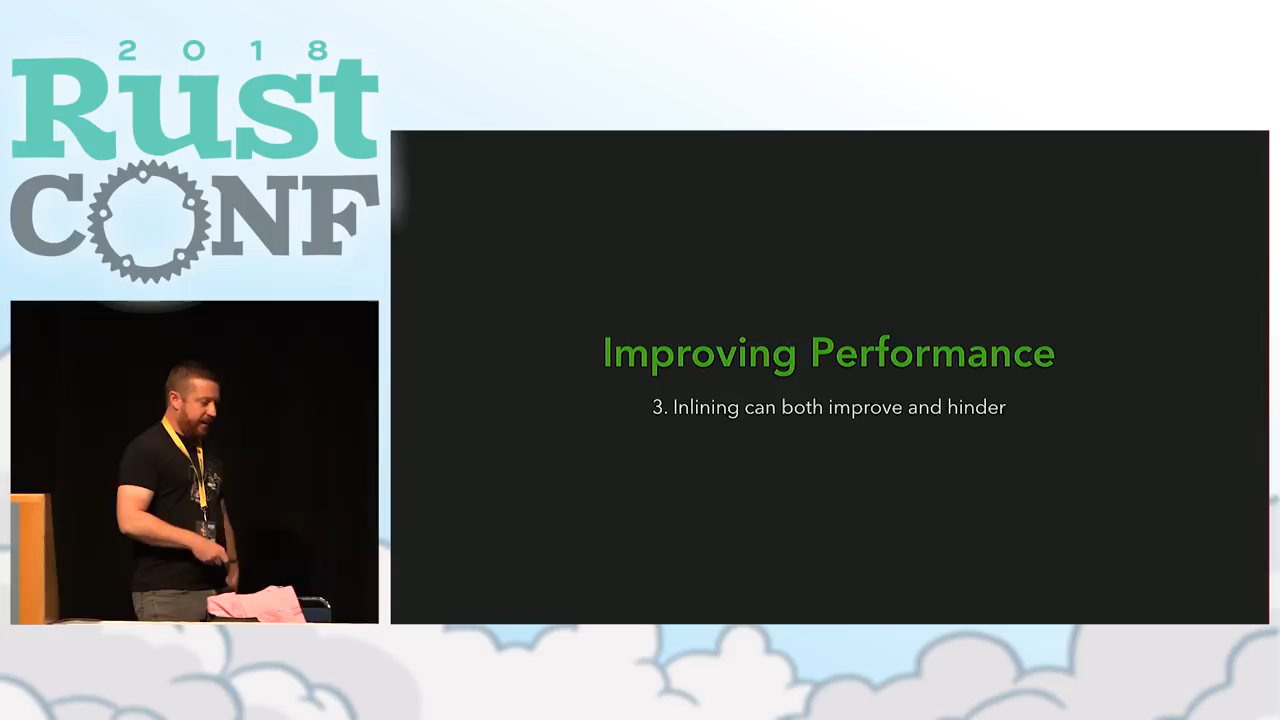 2018
Rust
CONF
Improving Performance
3. Inlining can both improve and hinder